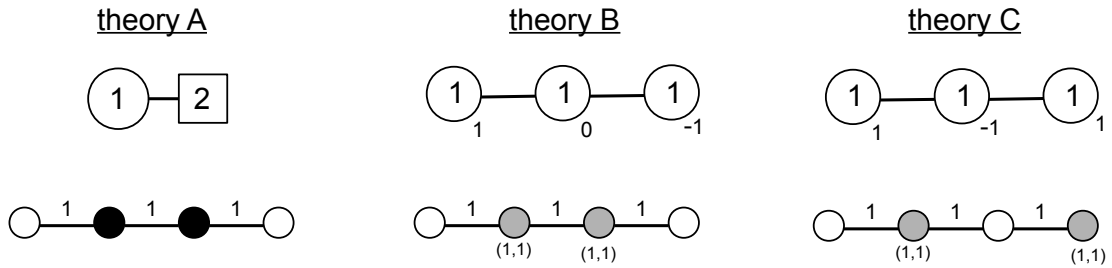 theory A theory B theory C
1 2 1 1 1 1 1 1
1 0 -1 1 -1 1
1 1 1 1 1 1 1 1 1
(1,1) (1,1) (1,1) (1,1)